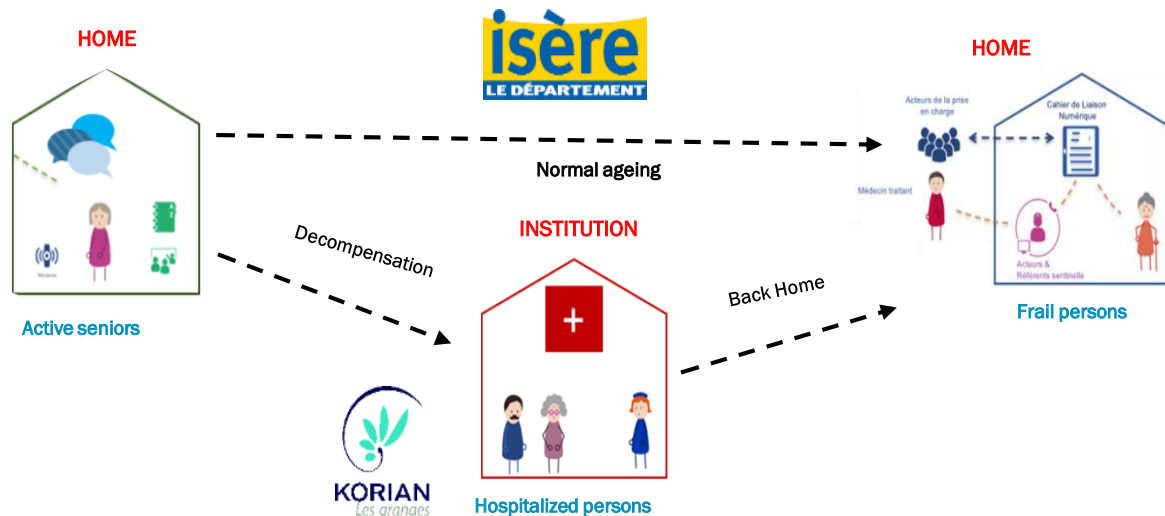 HOME
isère
LE DÉPARTEMENT
HOME
Acteurs de la prise
en charge
Cahier de Liaison
Numérique
Normal ageing
Médecin traitant
INSTITUTION
Decompensation
A
Z
Acteurs &
Référents sentinelle
Back Home
Active seniors
Frail persons
KORIAN
Les granges
Hospitalized persons